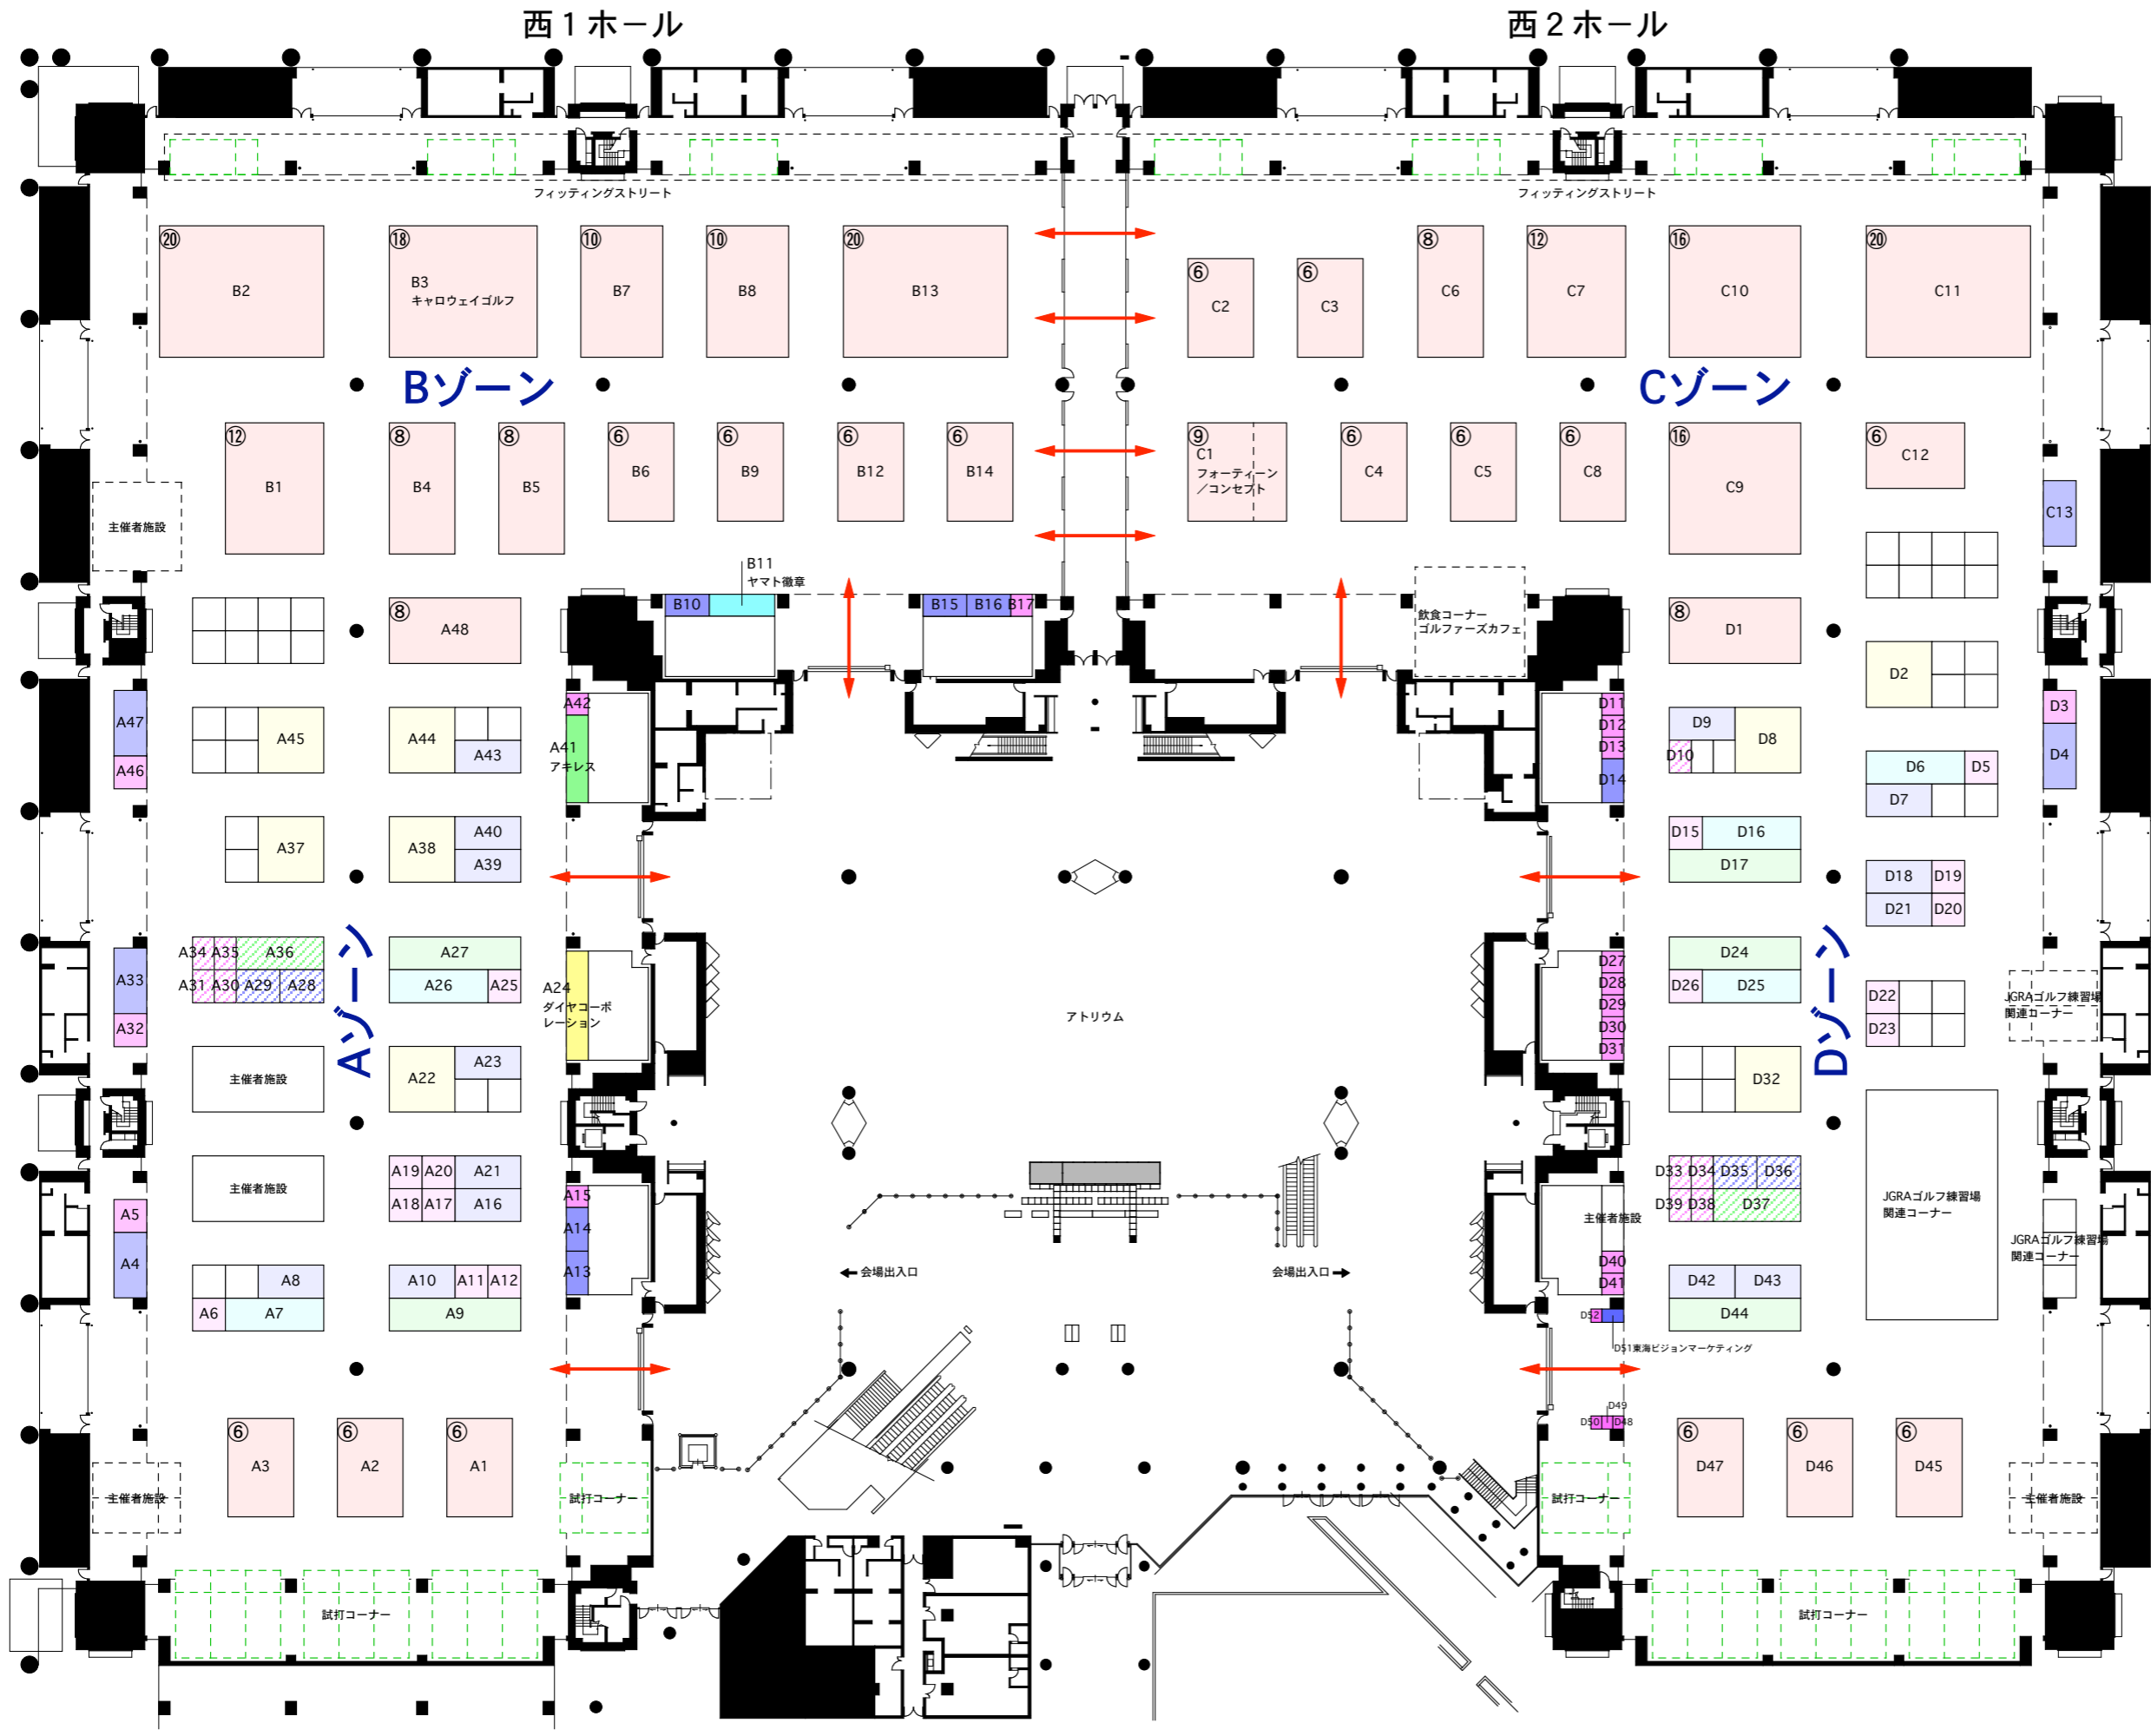 西１ホール
西２ホール
フィッティングストリート
フィッティングストリート
⑳
B2
⑱
B3
キャロウェイゴルフ
⑩
B7
⑩
B8
⑳
B13
⑥
C2
⑥
C3
⑧
C6
⑫
C7
⑯
C10
⑳
C11
Bゾーン
Cゾーン
⑫
B1
⑧
B4
⑧
B5
⑥
B6
⑥
B9
⑥
B12
⑥
B14
⑨
C1
フォーティーン
／コンセプト
⑥
C4
⑥
C5
⑥
C8
⑯
C9
⑥
C12
C13
主催者施設
B11
ヤマト徽章
B10
B15
B16
B17
飲食コーナー
ゴルファーズカフェ
⑧
A48
⑧
D1
D2
A47
A46
A45
A44
A43
A42
A41
アキレス
D11
D12
D13
D14
D9
D10
D8
D3
D4
D6
D5
D7
A37
A38
A40
A39
D15
D16
D17
D18
D19
D21
D20
Aゾーン
Dゾーン
A34
A35
A36
A31
A30
A29
A28
A33
A32
A27
A26
A25
A24
ダイヤコーポ
レーション
アトリウム
D27
D28
D29
D30
D31
D24
D26
D25
D22
D23
JGRAゴルフ練習場
関連コーナー
主催者施設
A22
A23
D32
主催者施設
A19
A20
A21
A18
A17
A16
A15
A14
A13
A5
A4
D33
D34
D35
D36
D39
D38
D37
主催者施設
D40
D41
JGRAゴルフ練習場
関連コーナー
JGRAゴルフ練習場
関連コーナー
会場出入口
会場出入口
A8
A6
A7
A10
A11
A12
A9
D42
D43
D44
D52
D51東海ビジョンマーケティング
D49
D50
D48
⑥
A3
⑥
A2
⑥
A1
⑥
D47
⑥
D46
⑥
D45
主催者施設
試打コーナー
試打コーナー
主催者施設
試打コーナー
試打コーナー